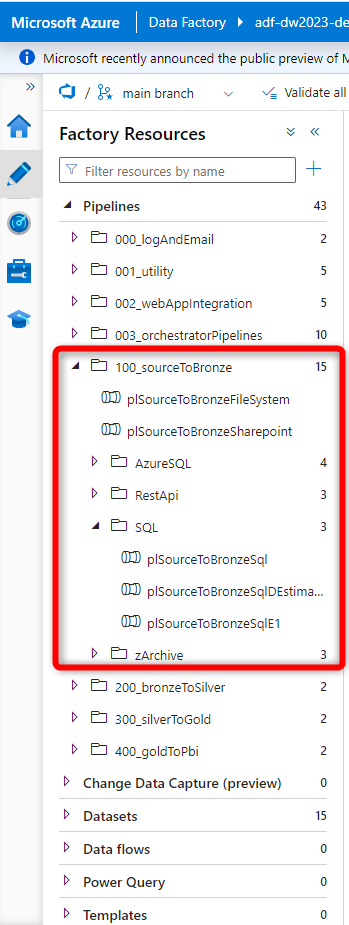 Microsoft Azure Data Factory adf-dw2023-de
Microsoft recently announced the public preview of M
» / main branch Validate all
Factory Resources
Filter resources by name
Pipelines 43
000_logAndEmail 2
001_utility 5
002_webAppIntegration 5
003_orchestratorPipelines 10
100_sourceToBronze 15
plSourceToBronzeFileSystem
plSourceToBronzeSharepoint
AzureSQL 4
RestApi 3
SQL 3
plSourceToBronzeSql
plSourceToBronzeSqlDEstima...
plSourceToBronzeSqlE1
zArchive 3
200_bronzeToSilver 2
300_silverToGold 2
400_goldToPbi 2
Change Data Capture (preview) 0
Datasets 15
Data flows 0
Power Query 0
Templates 0